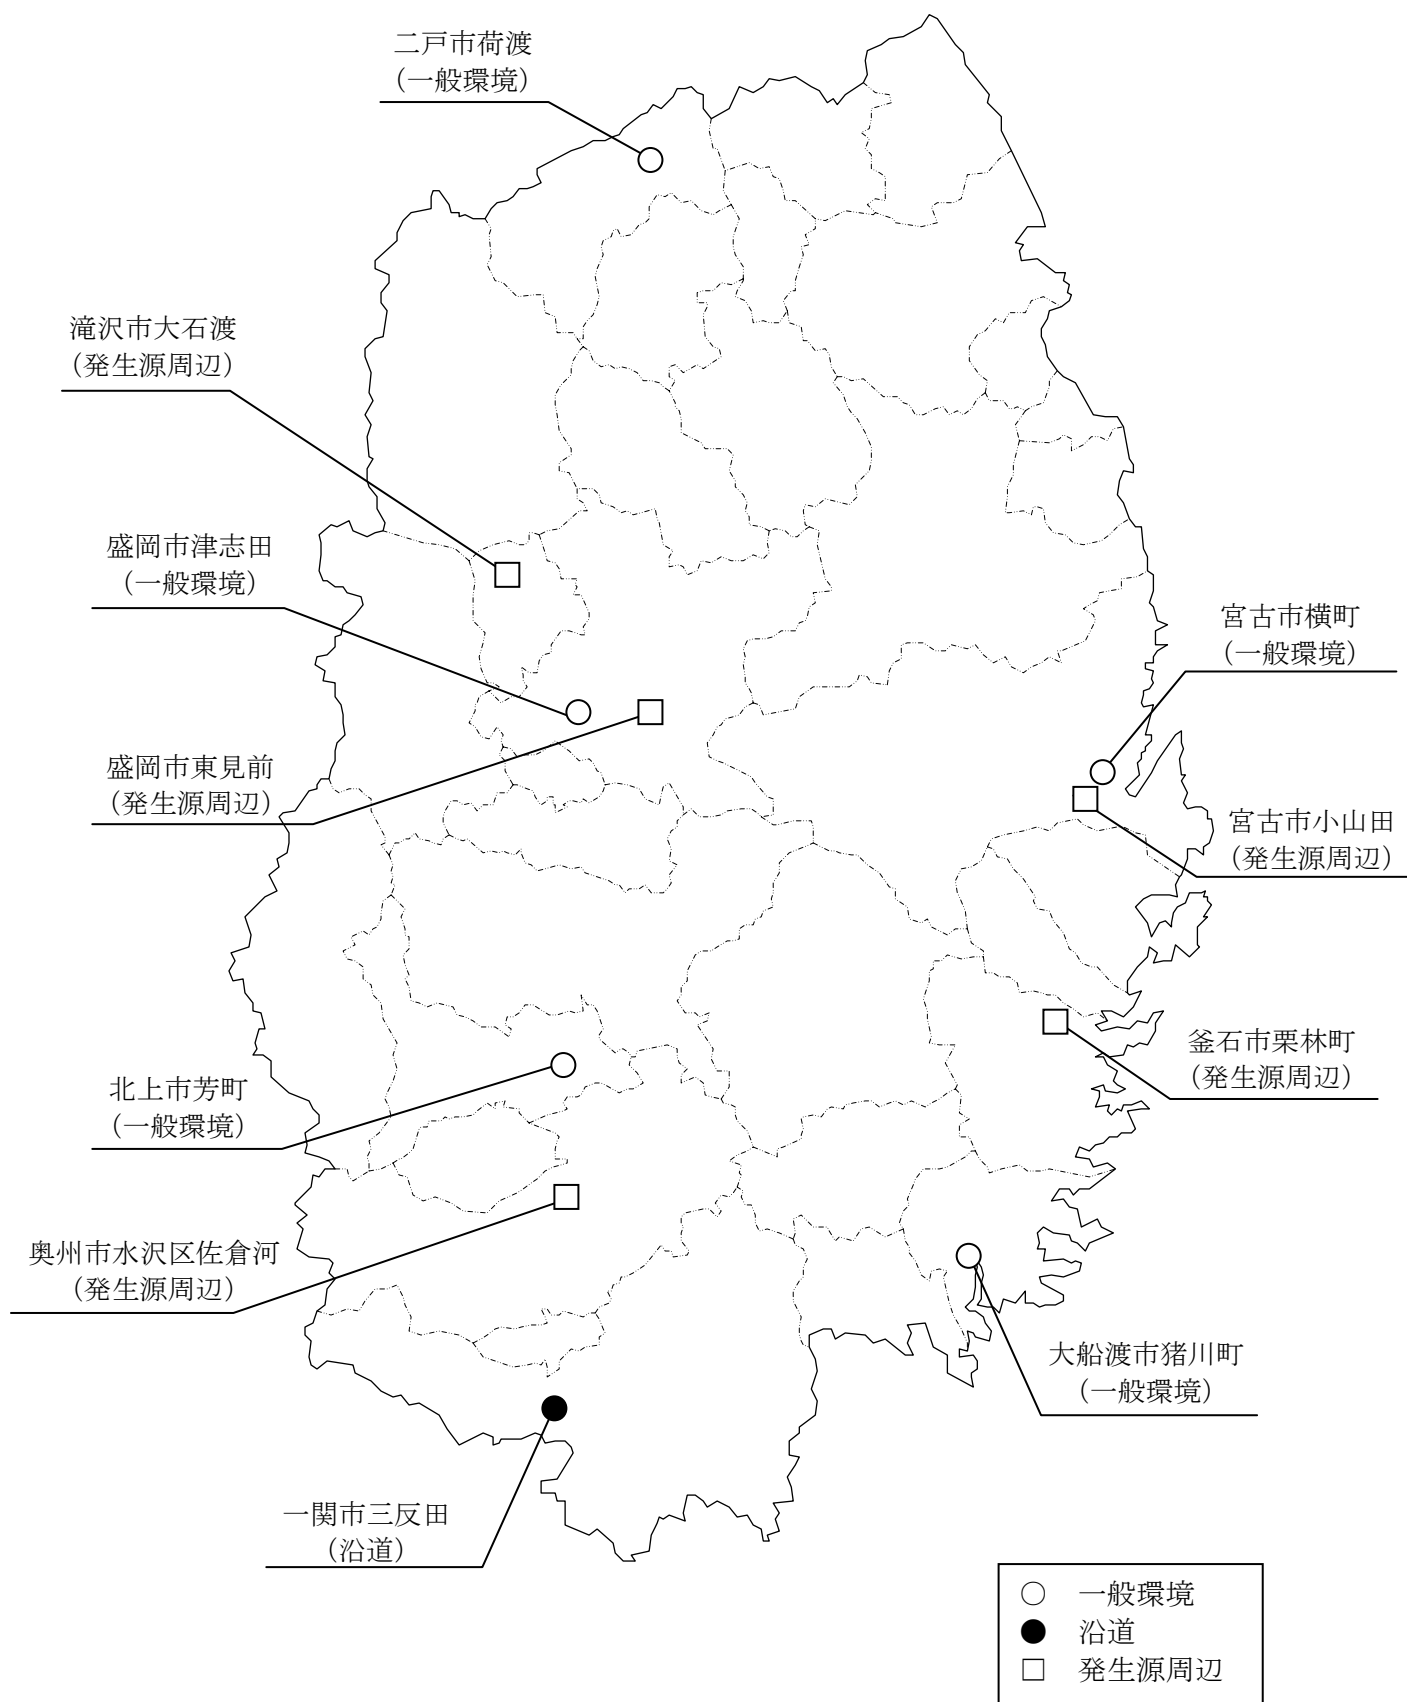 二戸市荷渡
（一般環境）
滝沢市大石渡
（発生源周辺）
盛岡市津志田
（一般環境）
宮古市横町
（一般環境）
盛岡市東見前
（発生源周辺）
宮古市小山田
（発生源周辺）
釜石市栗林町
（発生源周辺）
北上市芳町
（一般環境）
奥州市水沢区佐倉河
（発生源周辺）
大船渡市猪川町
（一般環境）
一関市三反田
（沿道）
○ 一般環境
● 沿道
□ 発生源周辺